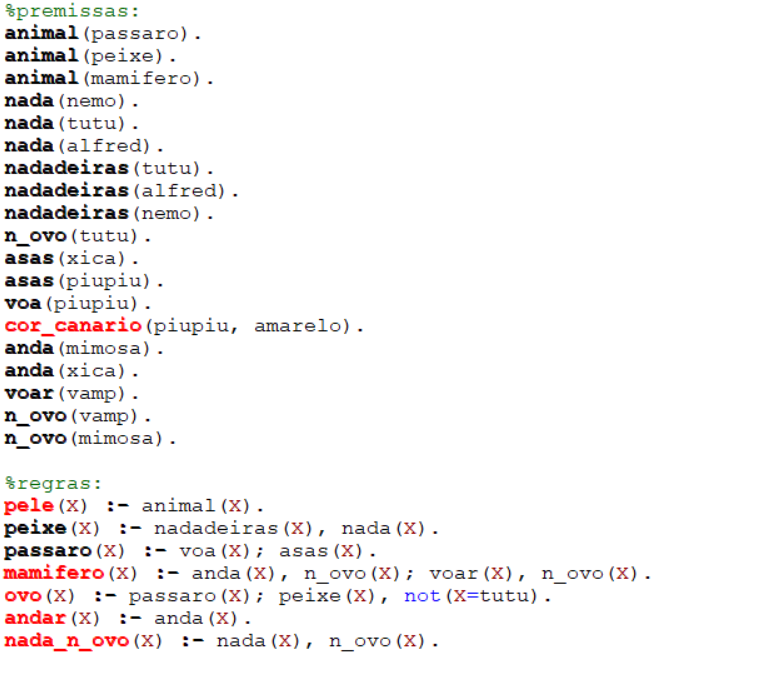 %premissas:
animal(passaro).
animal(peixe).
animal(mamifero).
nada(nemo).
nada(tutu).
nada(alfred).
nadadeiras(tutu).
nadadeiras(alfred).
nadadeiras(nemo).
n_ovo(tutu).
asas(xica).
asas(piupiu).
voa(piupiu).
cor_canario(piupiu, amarelo).
anda(mimosa).
anda(xica).
voar(vamp).
n_ovo(vamp).
n_ovo(mimosa).

%regras:
pele(X) :- animal(X).
peixe(X) :- nadadeiras(X), nada(X).
passaro(X) :- voa(X); asas(X).
mamifero(X) :- anda(X), n_ovo(X); voar(X), n_ovo(X).
ovo(X) :- passaro(X); peixe(X), not(X=tutu).
andar(X) :- anda(X).
nada_n_ovo(X) :- nada(X), n_ovo(X).